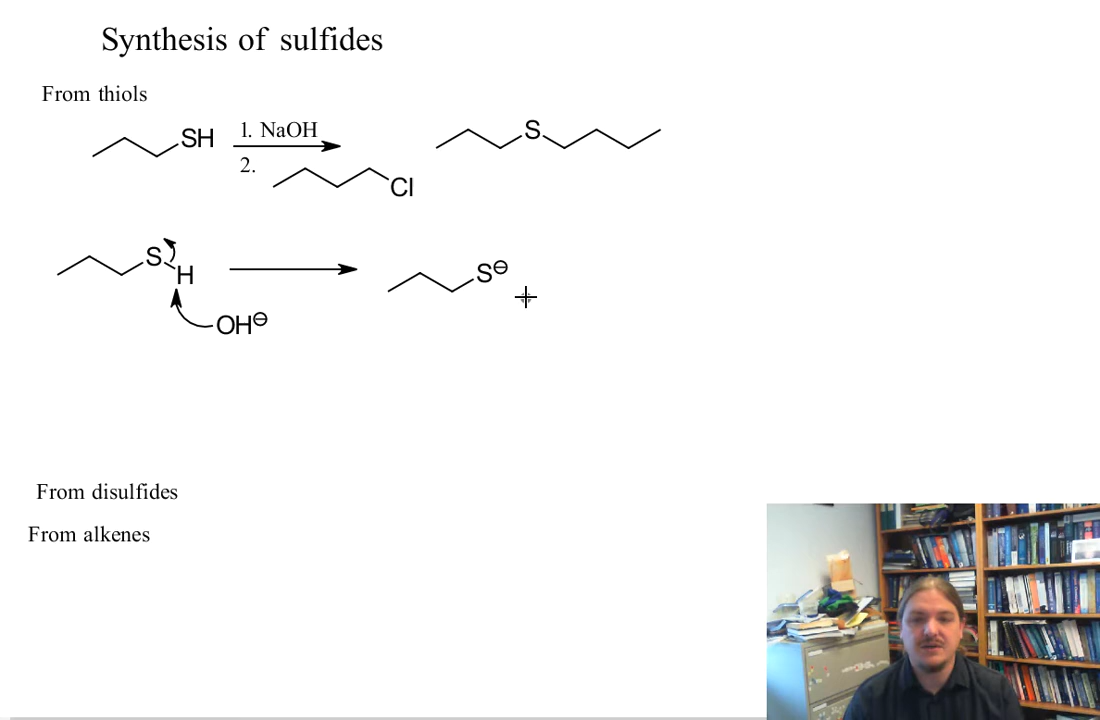 Synthesis of sulfides
From thiols
SH
1. NaOH
2.
Cl
S
S
H
OH⊖
S⊖
From disulfides
From alkenes